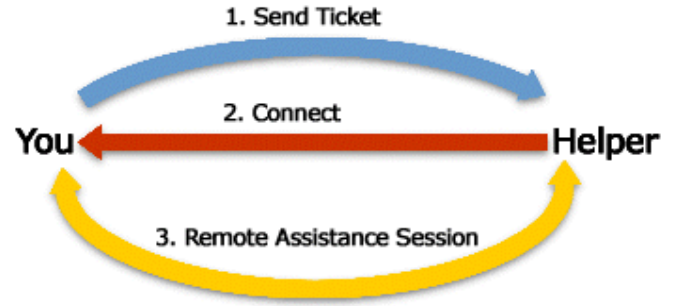 1. Send Ticket
2. Connect
You
Helper
3. Remote Assistance Session